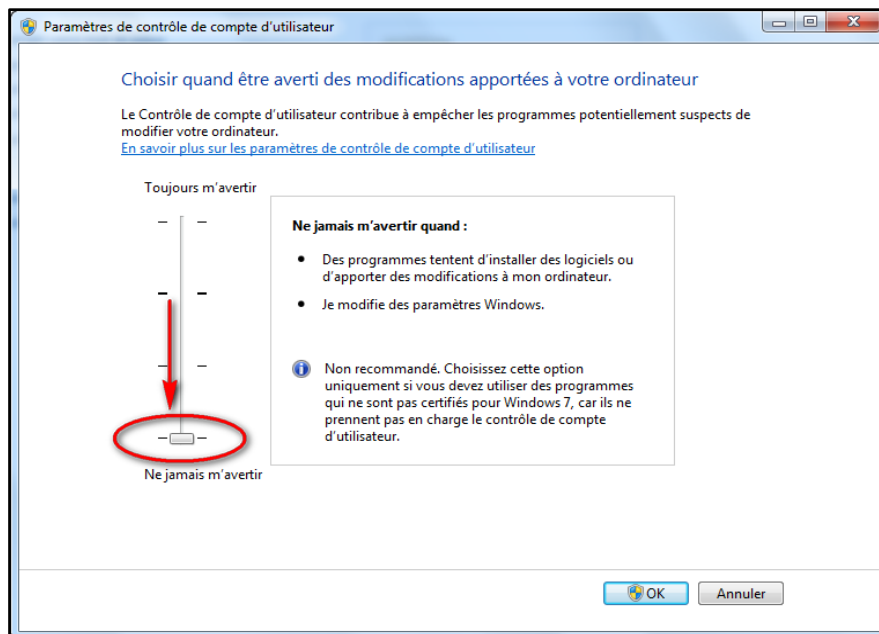 Paramètres de contrôle de compte d'utilisateur
Choisir quand être averti des modifications apportées à votre ordinateur
Le Contrôle de compte d'utilisateur contribue à empêcher les programmes potentiellement suspects de
modifier votre ordinateur.
En savoir plus sur les paramètres de contrôle de compte d'utilisateur
Toujours m'avertir
Ne jamais m'avertir quand :
• Des programmes tentent d'installer des logiciels ou
d'apporter des modifications à mon ordinateur.
• Je modifie des paramètres Windows.
Non recommandé. Choisissez cette option
uniquement si vous devez utiliser des programmes
qui ne sont pas certifiés pour Windows 7, car ils ne
prennent pas en charge le contrôle de compte
d'utilisateur.
Ne jamais m'avertir
OK
Annuler